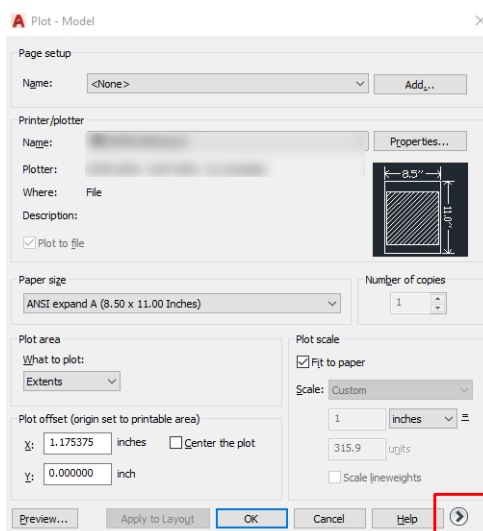 Plot - Model
Page setup
Name: <None> Add...
Printer/plotter
Name: Properties...
Plotter:
Where: File
Description:
Plot to file
8.5″
11.0″
Paper size
ANSI expand A (8.50 x 11.00 Inches)
Number of copies
1
Plot area
What to plot:
Extents
Plot scale
Fit to paper
Scale: Custom
1 inches =
315.9 units
Scale lineweights
Plot offset (origin set to printable area)
X: 1.175375 inches Center the plot
Y: 0.000000 inch
Preview... Apply to Layout OK Cancel Help